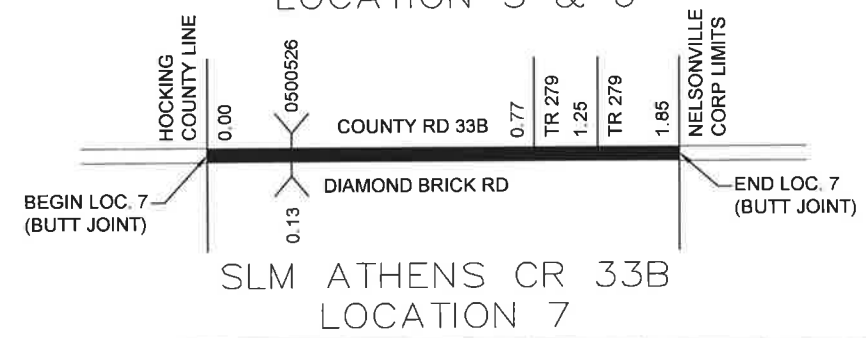 LOCATION 5 & 6
HOCKING
COUNTY LINE
0.00
0500526
COUNTY RD 33B
0.77
TR 279
1.25
TR 279
1.85
NELSONVILLE
CORP LIMITS
BEGIN LOC. 7
(BUTT JOINT)
0.13
DIAMOND BRICK RD
END LOC. 7
(BUTT JOINT)
SLM ATHENS CR 33B
LOCATION 7